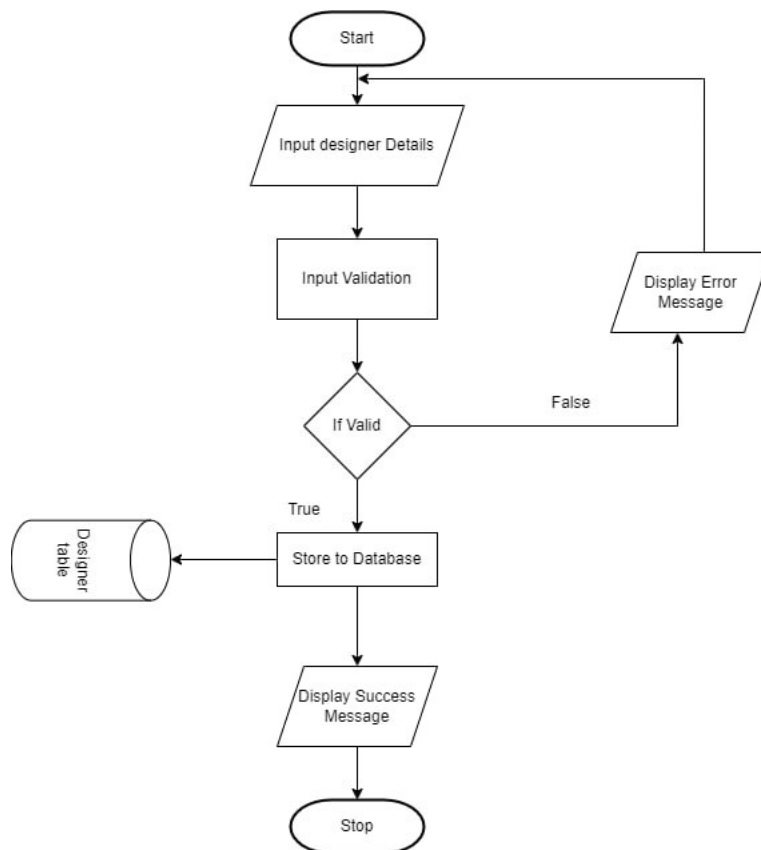 Start
Input designer Details
Input Validation
Display Error
Message
If Valid
False
True
Designer
table
Store to Database
Display Success
Message
Stop